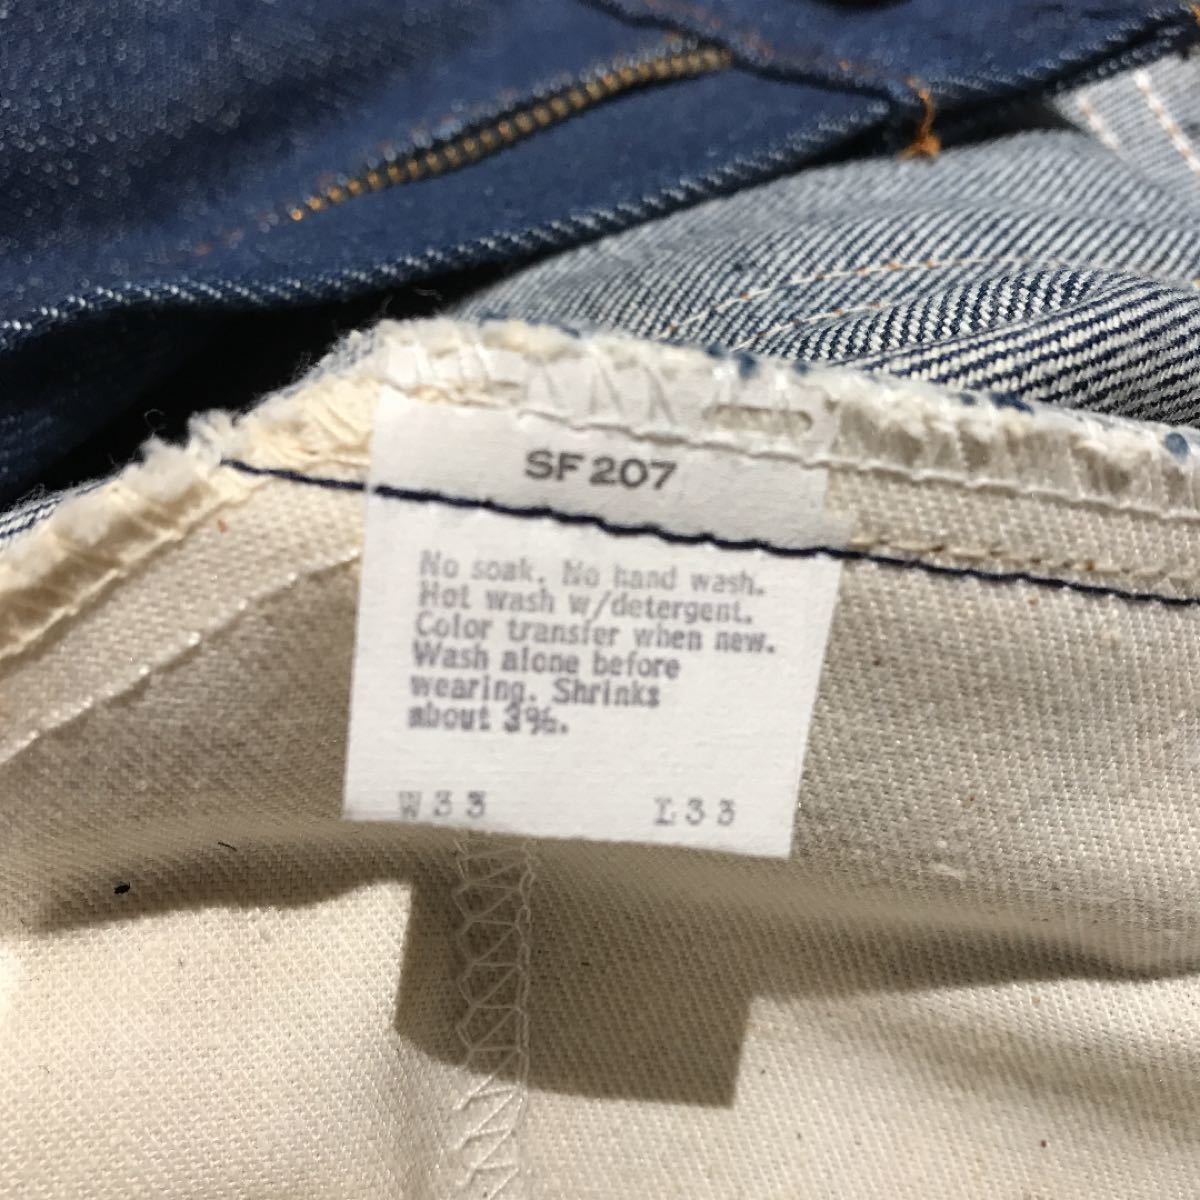 SF 207
No soak. No hand wash.
Hot wash w/detergent.
Color transfer when new.
Wash alone before
wearing. Shrinks
about 3%.
W33 L33